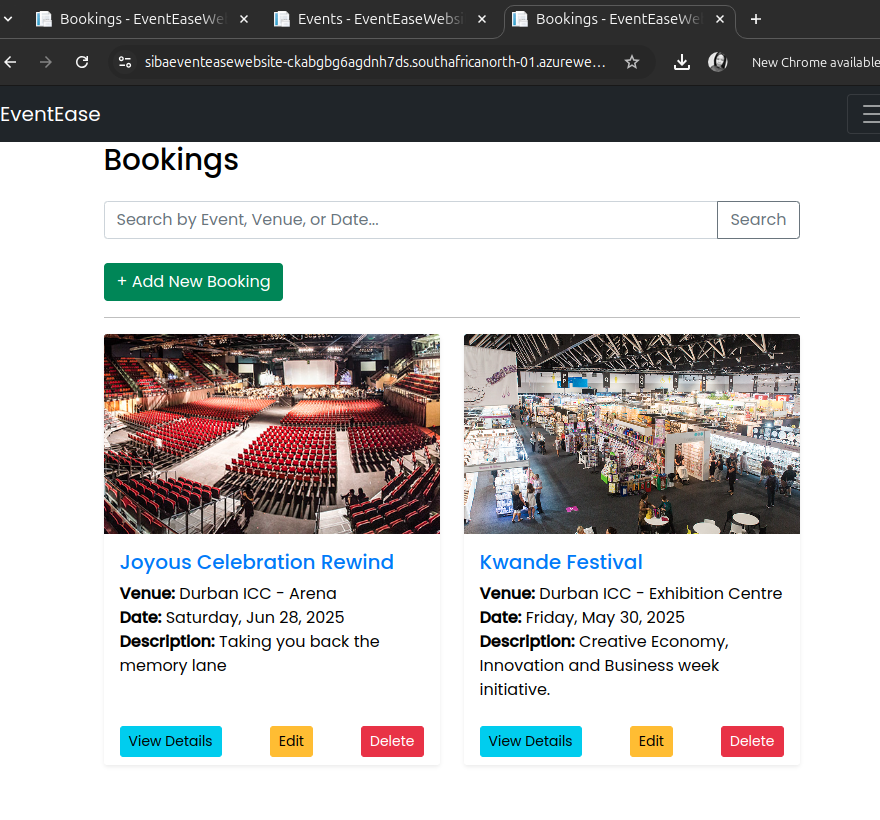 Bookings - EventEaseWe
Events - EventEaseWebsi
Bookings - EventEaseWe
sibaeventeasewebsite-ckabgbg6agdnh7ds.southafricanorth-01.azurewe...
New Chrome available
EventEase
Bookings
Search by Event, Venue, or Date...
Search
+ Add New Booking
Joyous Celebration Rewind
Venue: Durban ICC - Arena
Date: Saturday, Jun 28, 2025
Description: Taking you back the
memory lane
View Details
Edit
Delete
Kwande Festival
Venue: Durban ICC - Exhibition Centre
Date: Friday, May 30, 2025
Description: Creative Economy,
Innovation and Business week
initiative.
View Details
Edit
Delete